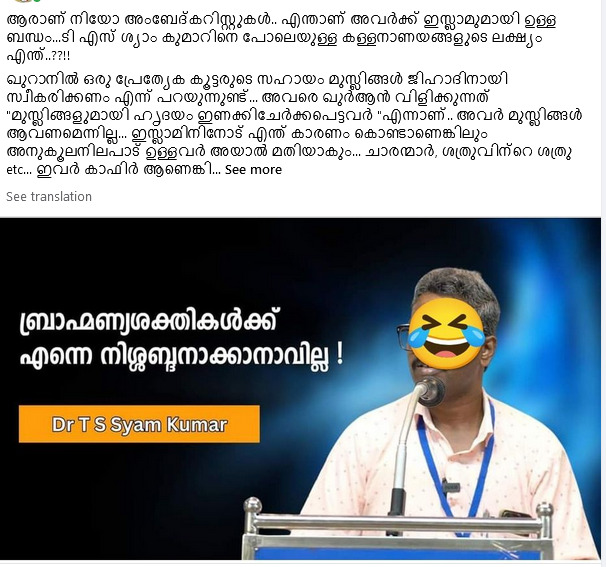 ആരാണ് നിയോ അംബേദ്കറിസ്റ്റുകൾ.. എന്താണ് അവർക്ക് ഇസ്ലാമുമായി ഉള്ള
ബന്ധം...ടി എസ് ശ്യാം കുമാറിനെ പോലെയുള്ള കള്ളനാണയങ്ങളുടെ ലക്ഷ്യം
എന്ത്..??!!
ഖുറാനിൽ ഒരു പ്രത്യേക കൂട്ടരുടെ സഹായം മുസ്ലിങ്ങൾ ജിഹാദിനായി
സ്വീകരിക്കണം എന്ന് പറയുന്നുണ്ട്... അവരെ ഖുർആൻ വിളിക്കുന്നത്
"മുസ്ലിങ്ങളുമായി ഹൃദയം ഇണക്കിചേർക്കപെട്ടവർ "എന്നാണ്.. അവർ മുസ്ലിങ്ങൾ
ആവണമെന്നില്ല... ഇസ്ലാമിനിനോട് എന്ത് കാരണം കൊണ്ടാണെങ്കിലും
അനുകൂലനിലപാട് ഉള്ളവർ അയാൽ മതിയാകും... ചാരന്മാർ, ശത്രുവിന്റെ ശത്രു
etc... ഇവർ കാഫിർ ആണെങ്കി... See more
See translation
ബ്രാഹ്മണ്യശക്തികൾക്ക്
എന്നെ നിശ്ശബ്ദനാക്കാനാവില്ല !
Dr T S Syam Kumar